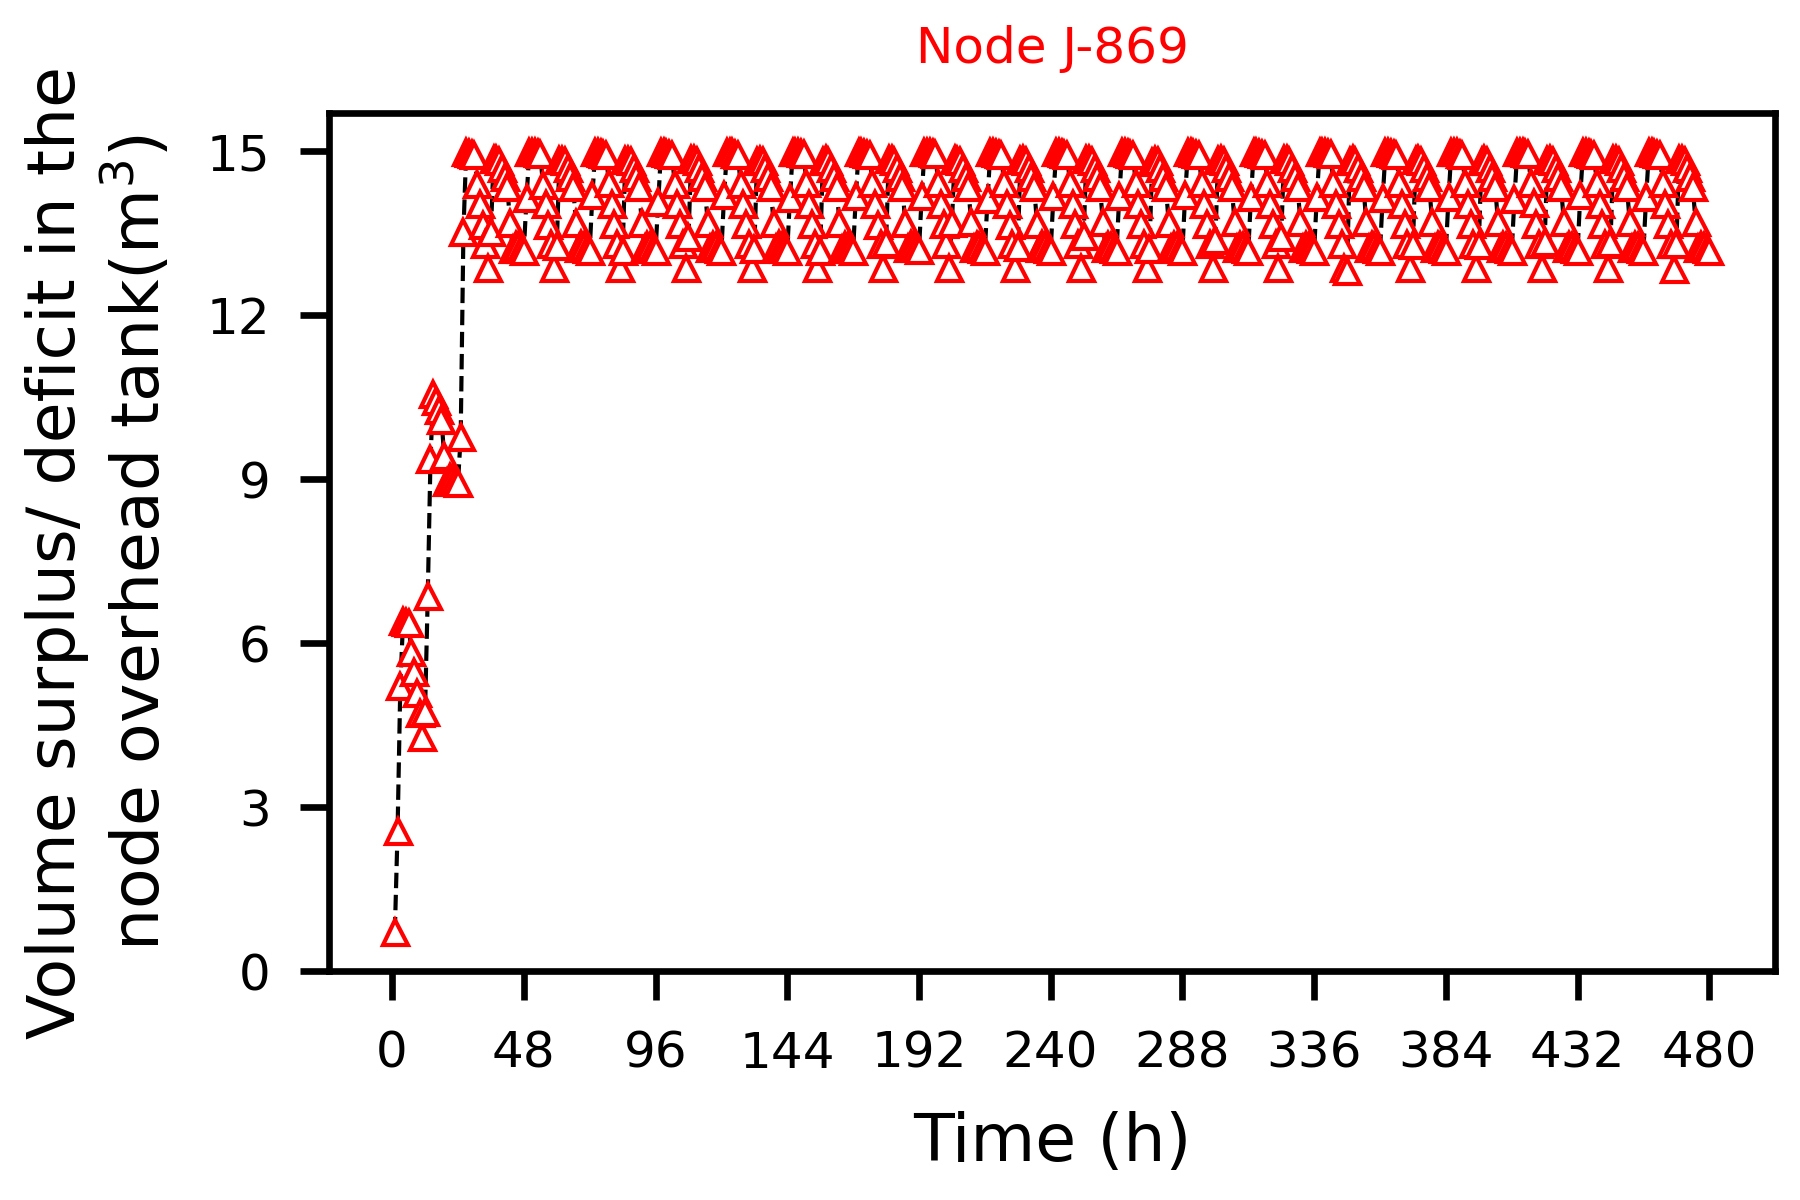 Node J-869
Volume surplus/ deficit in the
node overhead tank(m³)
15
12
9
6
3
0
0 48 96 144 192 240 288 336 384 432 480
Time (h)